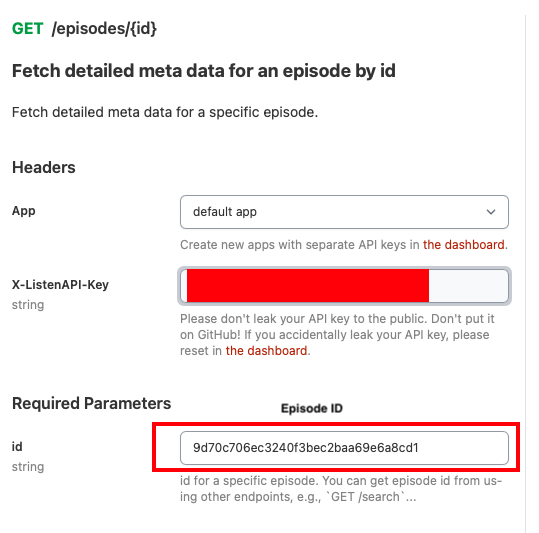 GET /episodes/{id}
Fetch detailed meta data for an episode by id
Fetch detailed meta data for a specific episode.
Headers
App
default app
Create new apps with separate API keys in the dashboard.
X-ListenAPI-Key
string
Please don't leak your API key to the public. Don't put it
on GitHub! If you accidentally leak your API key, please
reset in the dashboard.
Required Parameters
Episode ID
id
string
9d70c706ec3240f3bec2baa69e6a8cd1
id for a specific episode. You can get episode id from us-
ing other endpoints, e.g., `GET /search`...